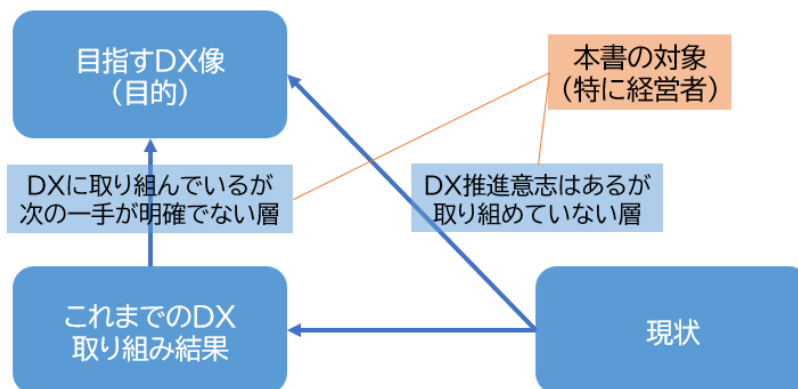 目指すDX像
（目的）
本書の対象
（特に経営者）
DXに取り組んでいるが
次の一手が明確でない層
DX推進意志はあるが
取り組めていない層
これまでのDX
取り組み結果
現状